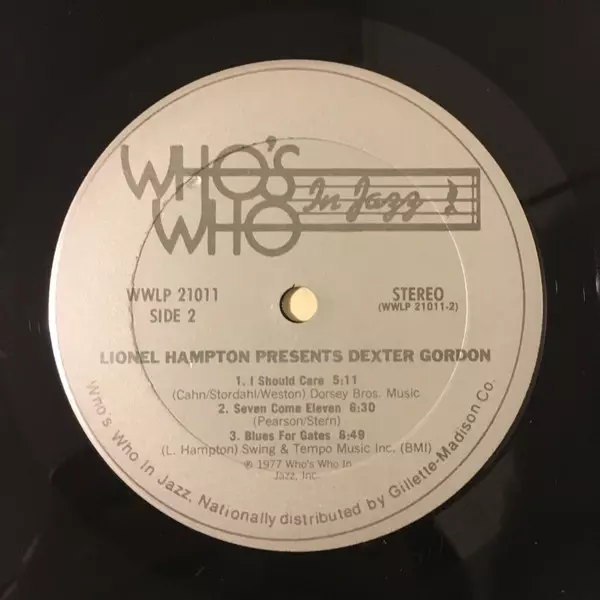 WHO'S
WHO
In Jazz
WWLP 21011
SIDE 2
STEREO
(WWLP 21011-2)
LIONEL HAMPTON PRESENTS DEXTER GORDON
1. I Should Care 5:11
(Cahn/Stordahl/Weston) Dorsey Bros. Music
2. Seven Come Eleven 6:30
(Pearson/Stern)
3. Blues For Gates 6:49
(L. Hampton) Swing & Tempo Music Inc. (BMI)
℗ 1977 Who's Who In
Jazz, Inc.
Who's Who In Jazz. Nationally distributed by Gillette-Madison Co.